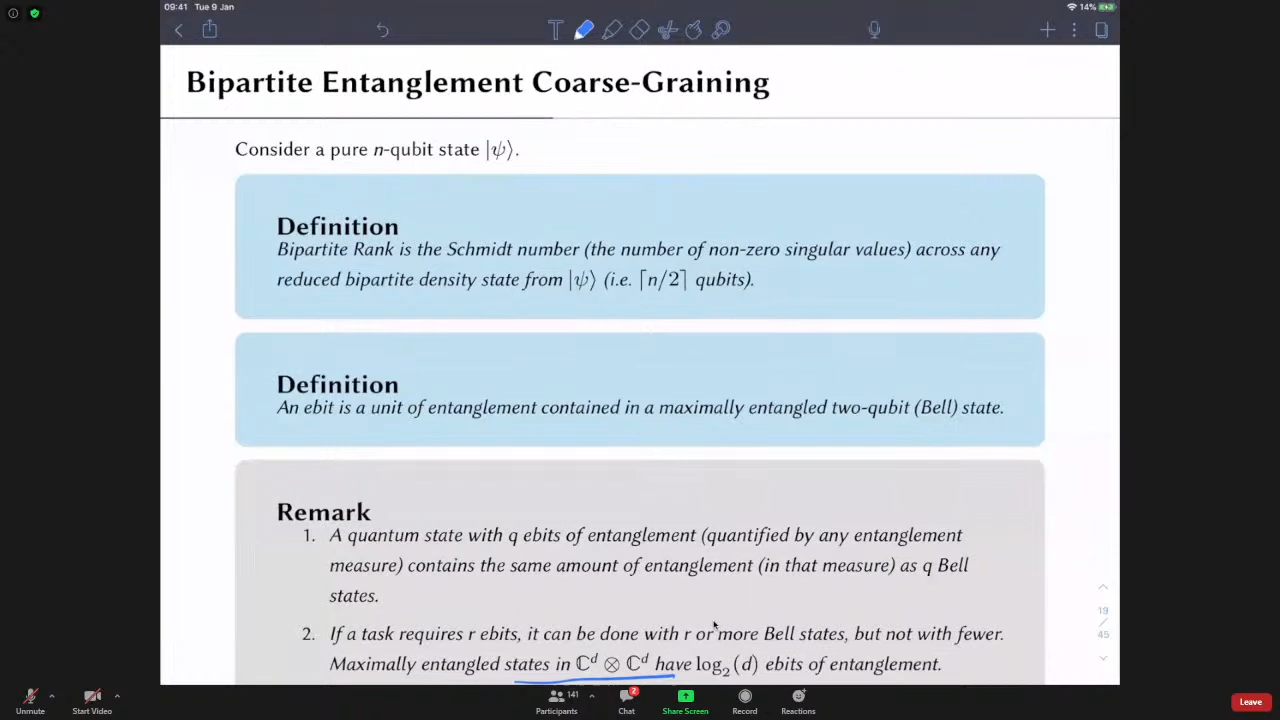 09:41 Tue 9 Jan
14%
T
Bipartite Entanglement Coarse-Graining
Consider a pure n-qubit state |ψ⟩.
Definition
Bipartite Rank is the Schmidt number (the number of non-zero singular values) across any
reduced bipartite density state from |ψ⟩ (i.e. ⌈n/2⌉ qubits).
Definition
An ebit is a unit of entanglement contained in a maximally entangled two-qubit (Bell) state.
Remark
1. A quantum state with q ebits of entanglement (quantified by any entanglement
measure) contains the same amount of entanglement (in that measure) as q Bell
states.
2. If a task requires r ebits, it can be done with r or more Bell states, but not with fewer.
Maximally entangled states in ℂᵈ ⊗ ℂᵈ have log₂(d) ebits of entanglement.
19
/
45
141
2
Unmute
Start Video
Participants
Chat
Share Screen
Record
Reactions
Leave